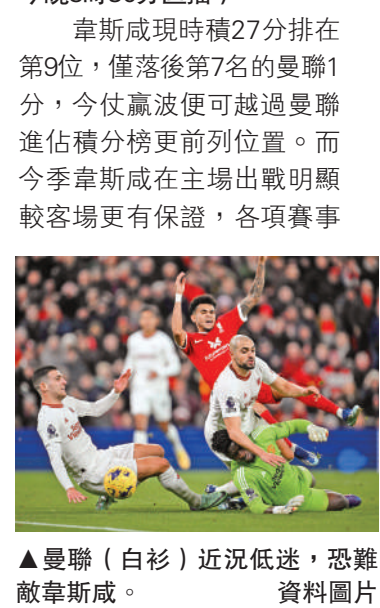 韋斯咸現時積27分排在
第9位，僅落後第7名的曼聯1
分，今仗贏波便可越過曼聯
進佔積分榜更前列位置。而
今季韋斯咸在主場出戰明顯
較客場更有保證，各項賽事
▲曼聯（白衫）近況低迷，恐難
敵韋斯咸。 資料圖片